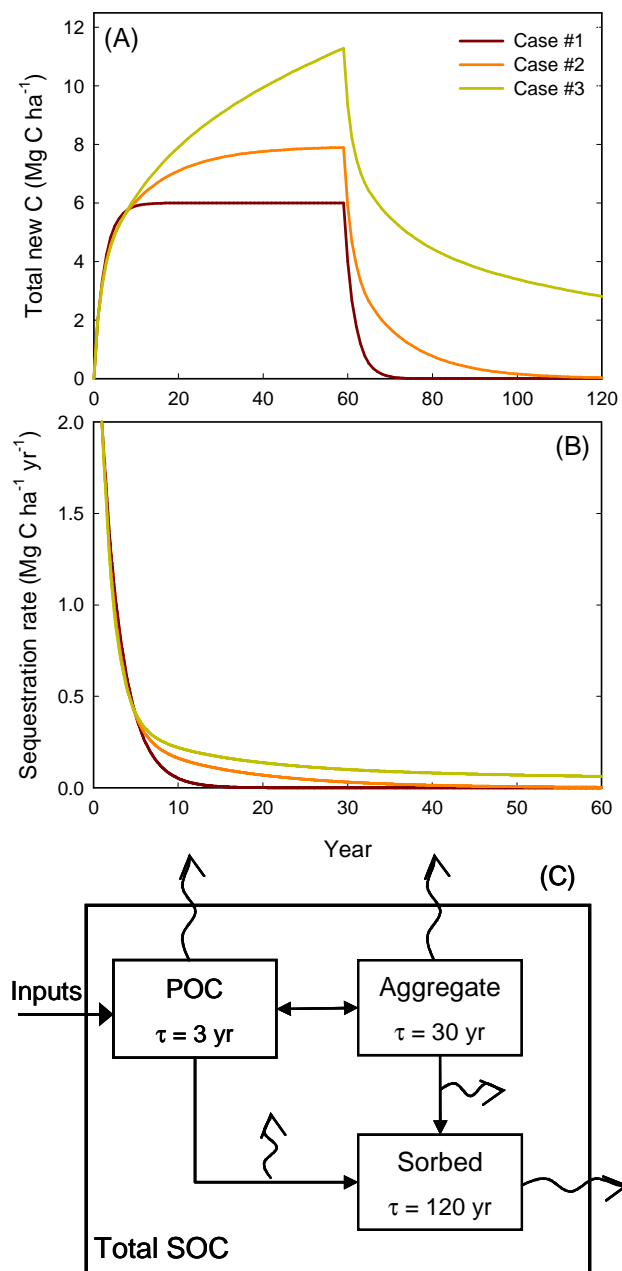 (A)
Case #1
Case #2
Case #3
Total new C (Mg C ha⁻¹)
12
10
8
6
4
2
0
0 20 40 60 80 100 120
(B)
Sequestration rate (Mg C ha⁻¹ yr⁻¹)
2.0
1.5
1.0
0.5
0.0
0 10 20 30 40 50 60
Year
(C)
Inputs
POC
τ = 3 yr
Aggregate
τ = 30 yr
Sorbed
τ = 120 yr
Total SOC